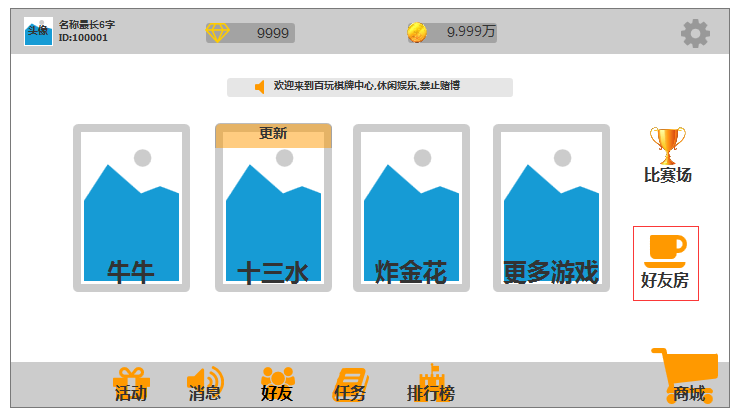 头像
名称最长6字
ID:100001
9999
9.999万
欢迎来到百玩棋牌中心,休闲娱乐,禁止赌博
更新
牛牛
十三水
炸金花
更多游戏
比赛场
好友房
活动
消息
好友
任务
排行榜
商城